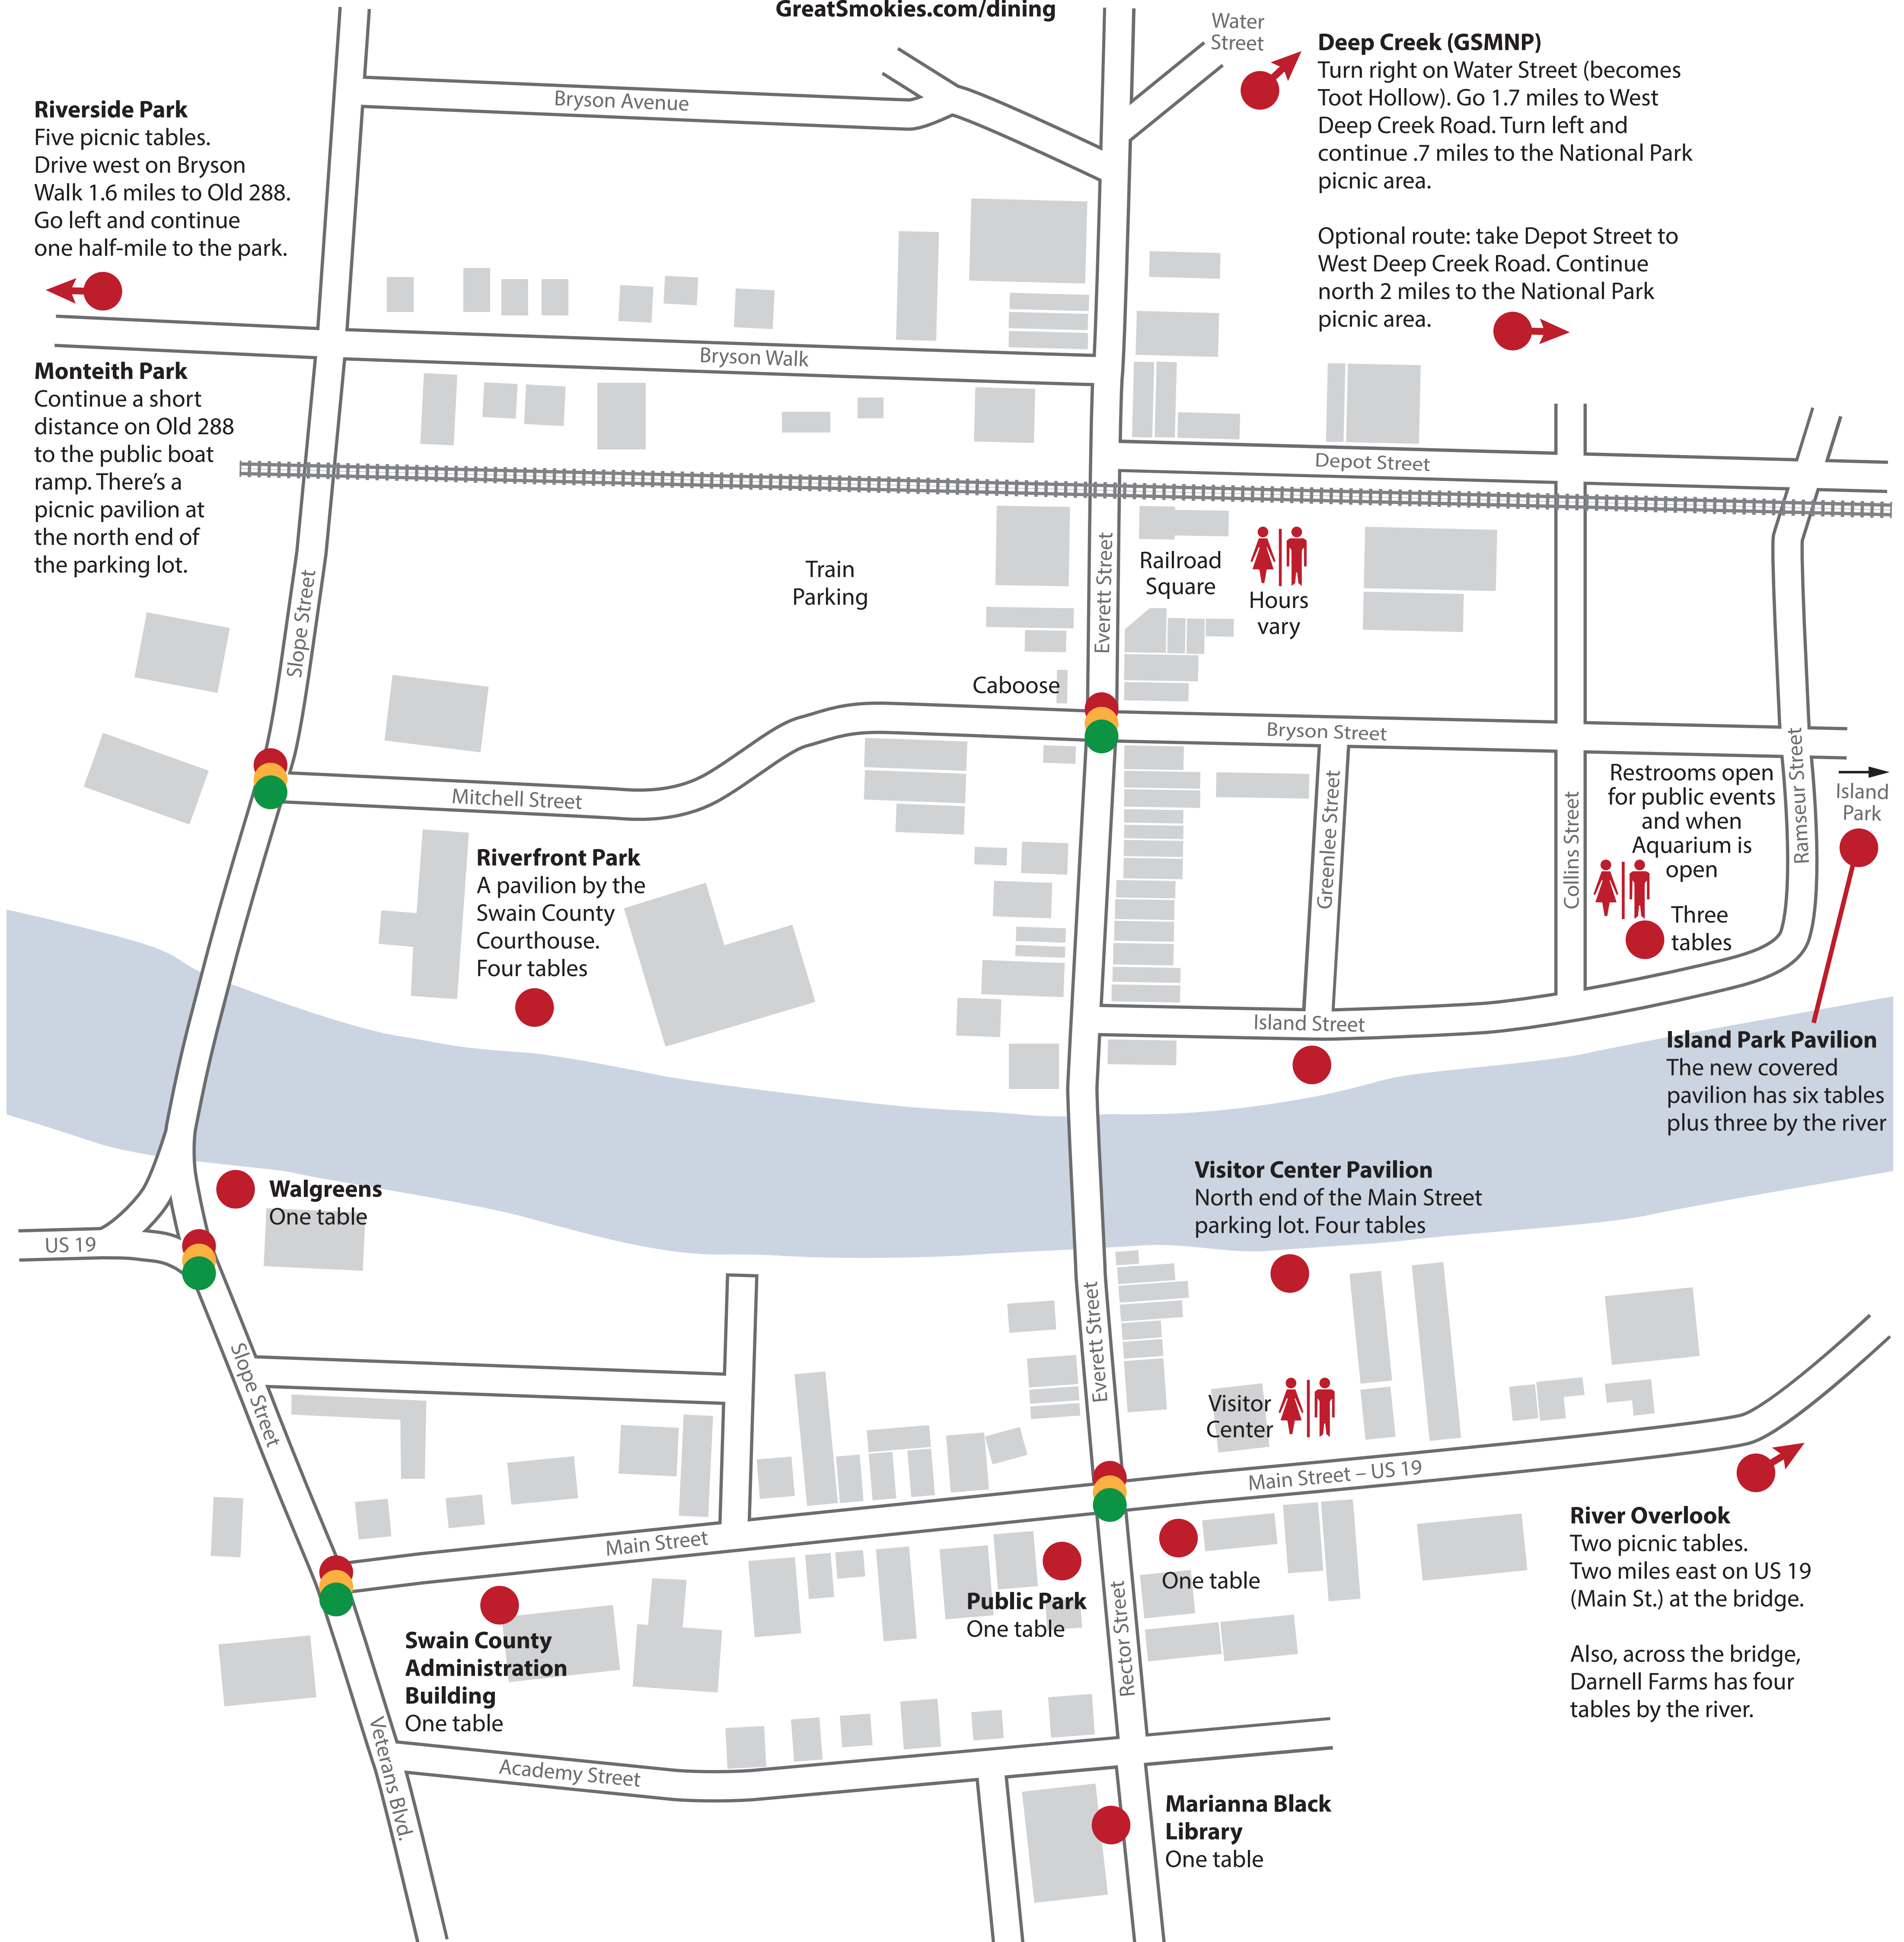 GreatSmokies.com/dining
Water
Street
Deep Creek (GSMNP)
Turn right on Water Street (becomes
Toot Hollow). Go 1.7 miles to West
Deep Creek Road. Turn left and
continue .7 miles to the National Park
picnic area.
Optional route: take Depot Street to
West Deep Creek Road. Continue
north 2 miles to the National Park
picnic area.
Bryson Avenue
Riverside Park
Five picnic tables.
Drive west on Bryson
Walk 1.6 miles to Old 288.
Go left and continue
one half-mile to the park.
Bryson Walk
Monteith Park
Continue a short
distance on Old 288
to the public boat
ramp. There's a
picnic pavilion at
the north end of
the parking lot.
Depot Street
Slope Street
Train
Parking
Everett Street
Railroad
Square
Hours
vary
Caboose
Bryson Street
Mitchell Street
Greenlee Street
Collins Street
Restrooms open
for public events
and when
Aquarium is
open
Three
tables
Ramseur Street
Island
Park
Riverfront Park
A pavilion by the
Swain County
Courthouse.
Four tables
Island Street
Island Park Pavilion
The new covered
pavilion has six tables
plus three by the river
Walgreens
One table
US 19
Visitor Center Pavilion
North end of the Main Street
parking lot. Four tables
Slope Street
Everett Street
Visitor
Center
Main Street – US 19
Main Street
River Overlook
Two picnic tables.
Two miles east on US 19
(Main St.) at the bridge.
Also, across the bridge,
Darnell Farms has four
tables by the river.
Public Park
One table
One table
Rector Street
Swain County
Administration
Building
One table
Veterans Blvd.
Academy Street
Marianna Black
Library
One table